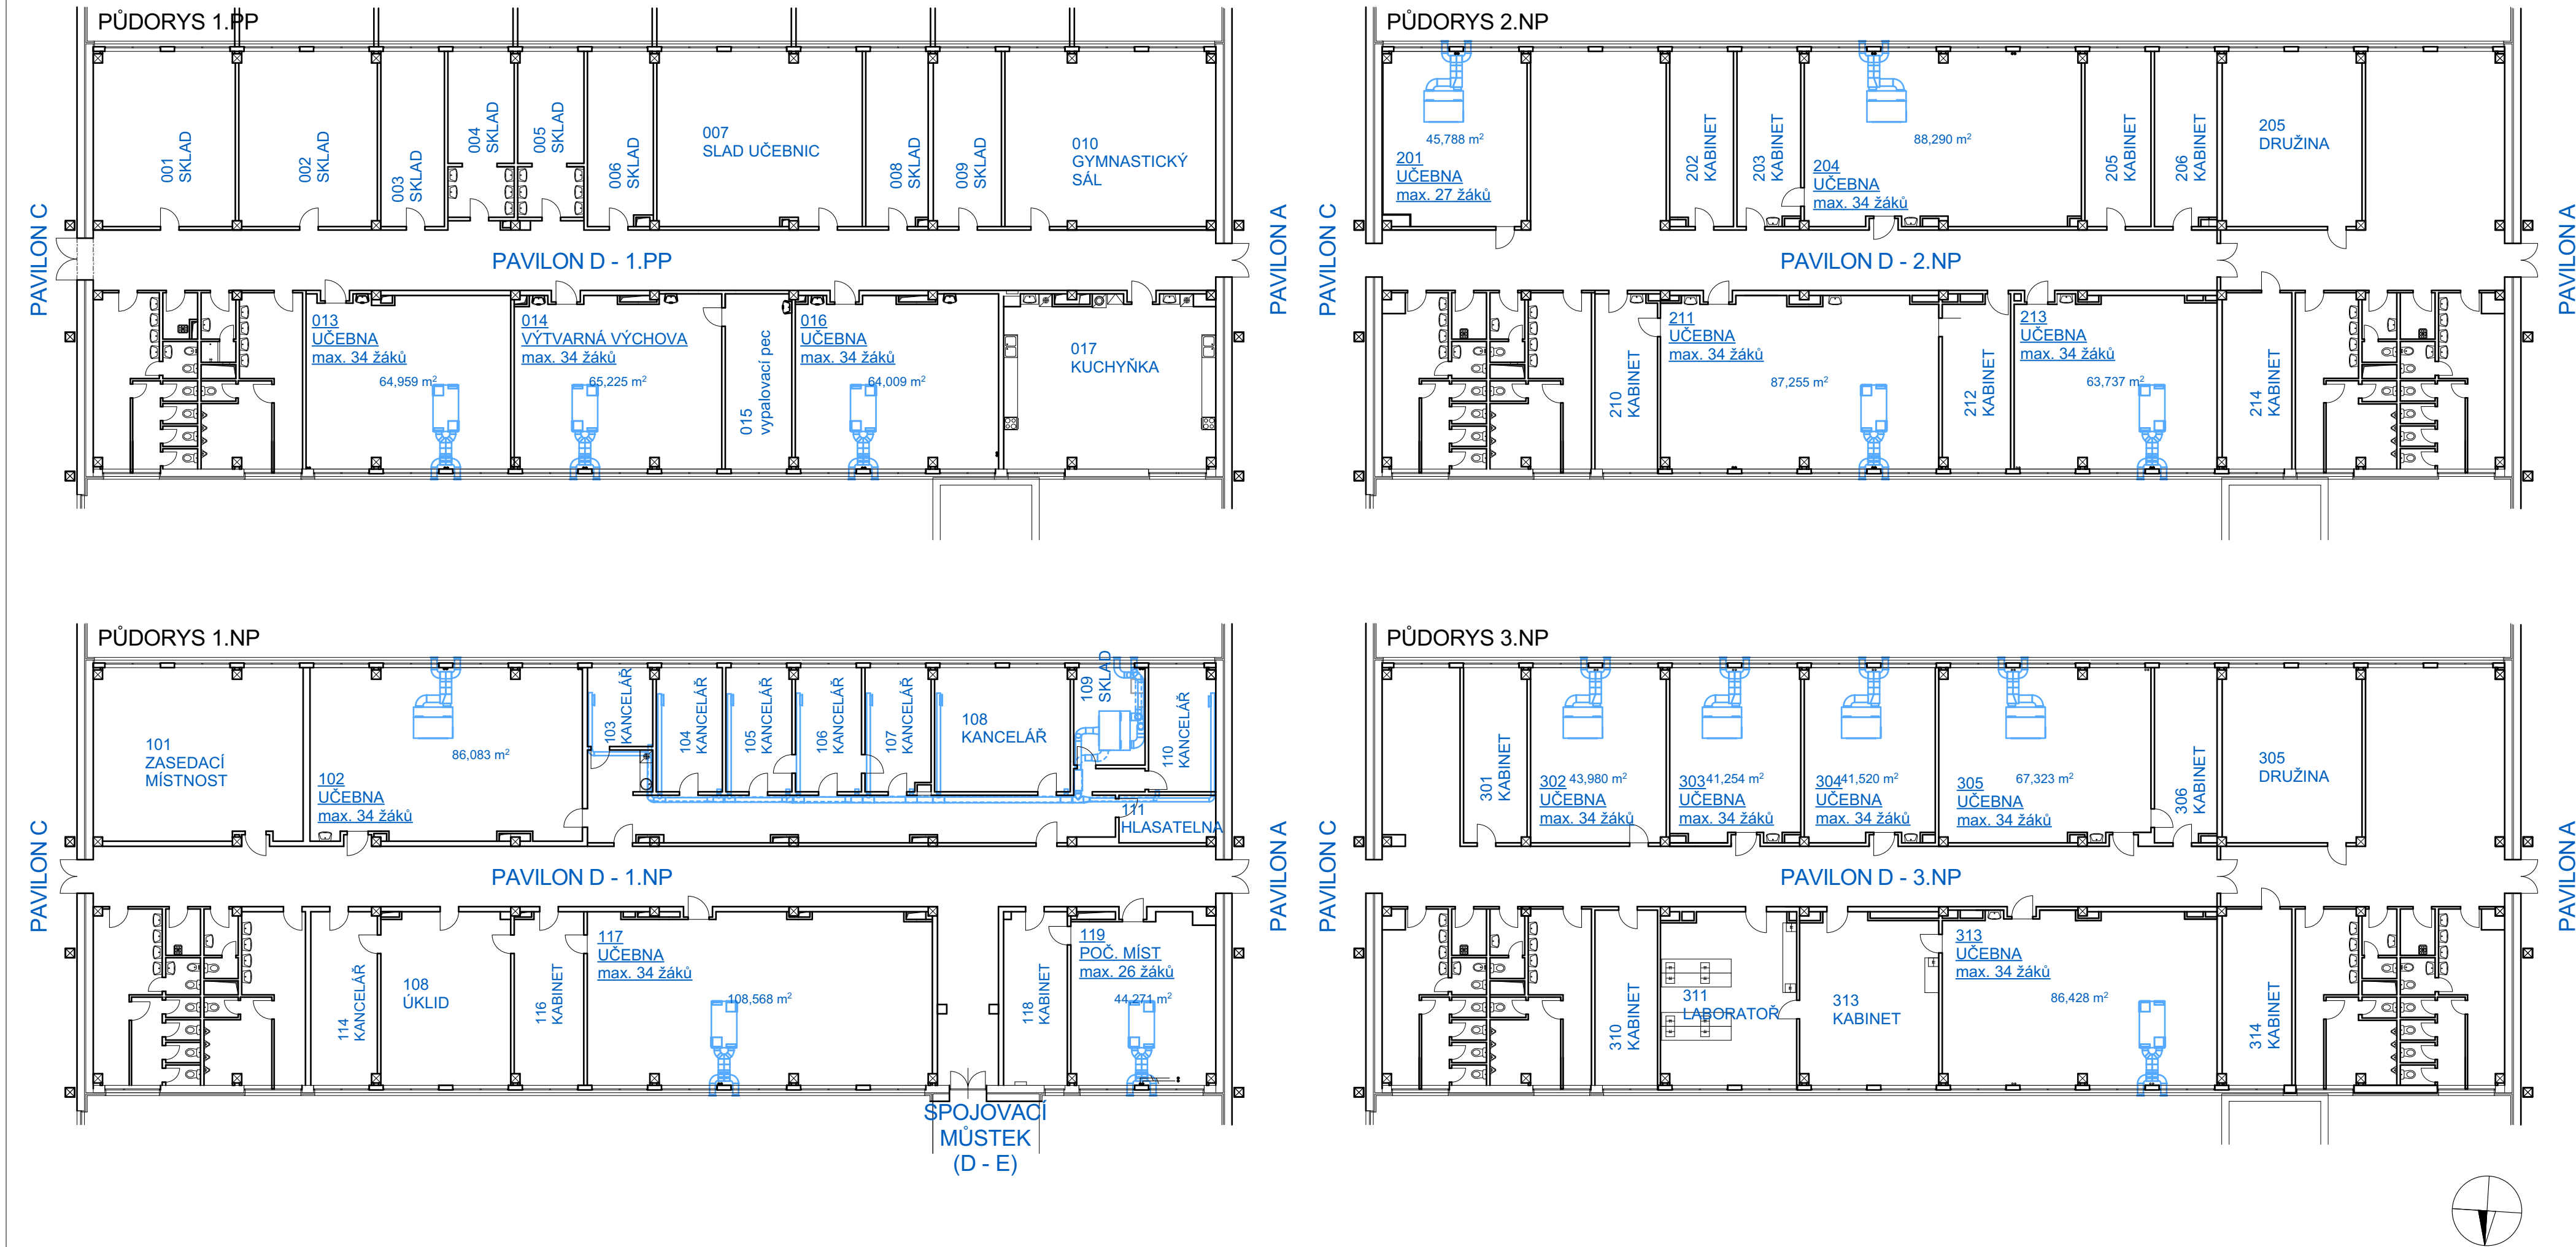 PŮDORYS 1.PP
001
SKLAD
002
SKLAD
003
SKLAD
004
SKLAD
005
SKLAD
006
SKLAD
007
SLAD UČEBNIC
008
SKLAD
009
SKLAD
010
GYMNASTICKÝ
SÁL
PAVILON C
PAVILON D - 1.PP
PAVILON A
013
UČEBNA
max. 34 žáků
64,959 m²
014
VÝTVARNÁ VÝCHOVA
max. 34 žáků
65,225 m²
015
vypalovací pec
016
UČEBNA
max. 34 žáků
64,009 m²
017
KUCHYŇKA
PŮDORYS 2.NP
45,788 m²
201
UČEBNA
max. 27 žáků
202
KABINET
203
KABINET
88,290 m²
204
UČEBNA
max. 34 žáků
205
KABINET
206
KABINET
205
DRUŽINA
PAVILON C
PAVILON D - 2.NP
PAVILON A
210
KABINET
211
UČEBNA
max. 34 žáků
87,255 m²
212
KABINET
213
UČEBNA
max. 34 žáků
63,737 m²
214
KABINET
PŮDORYS 1.NP
101
ZASEDACÍ
MÍSTNOST
86,083 m²
102
UČEBNA
max. 34 žáků
103
KANCELÁŘ
104
KANCELÁŘ
105
KANCELÁŘ
106
KANCELÁŘ
107
KANCELÁŘ
108
KANCELÁŘ
109
SKLAD
110
KANCELÁŘ
111
HLASATELNA
PAVILON C
PAVILON D - 1.NP
PAVILON A
114
KANCELÁŘ
108
ÚKLID
116
KABINET
117
UČEBNA
max. 34 žáků
108,568 m²
118
KABINET
119
POČ. MÍST
max. 26 žáků
44,271 m²
SPOJOVACÍ
MŮSTEK
(D - E)
PŮDORYS 3.NP
301
KABINET
302 43,980 m²
UČEBNA
max. 34 žáků
303 41,254 m²
UČEBNA
max. 34 žáků
304 41,520 m²
UČEBNA
max. 34 žáků
67,323 m²
305
UČEBNA
max. 34 žáků
306
KABINET
305
DRUŽINA
PAVILON C
PAVILON D - 3.NP
PAVILON A
310
KABINET
311
LABORATOŘ
313
KABINET
313
UČEBNA
max. 34 žáků
86,428 m²
314
KABINET